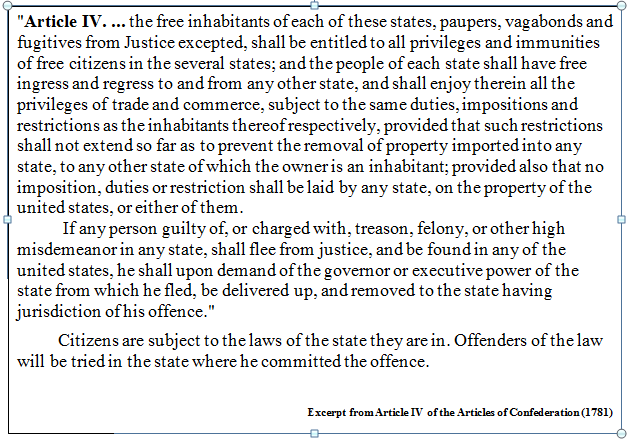 "Article IV. ... the free inhabitants of each of these states, paupers, vagabonds and
fugitives from Justice excepted, shall be entitled to all privileges and immunities
of free citizens in the several states; and the people of each state shall have free
ingress and regress to and from any other state, and shall enjoy therein all the
privileges of trade and commerce, subject to the same duties, impositions and
restrictions as the inhabitants thereof respectively, provided that such restrictions
shall not extend so far as to prevent the removal of property imported into any
state, to any other state of which the owner is an inhabitant; provided also that no
imposition, duties or restriction shall be laid by any state, on the property of the
united states, or either of them.
If any person guilty of, or charged with, treason, felony, or other high
misdemeanor in any state, shall flee from justice, and be found in any of the
united states, he shall upon demand of the governor or executive power of the
state from which he fled, be delivered up, and removed to the state having
jurisdiction of his offence."
Citizens are subject to the laws of the state they are in. Offenders of the law
will be tried in the state where he committed the offence.
Excerpt from Article IV of the Articles of Confederation (1781)